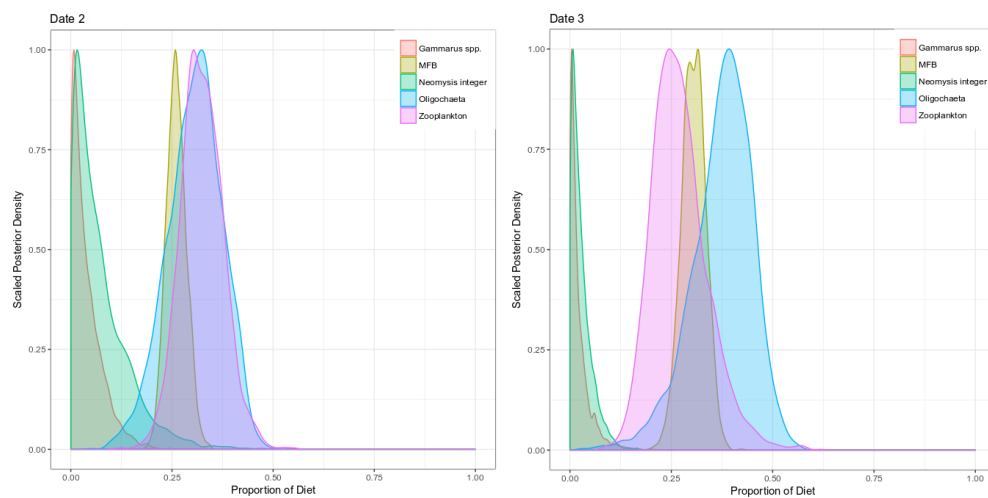 Date 2
1.00
0.75
0.50
0.25
0.00
Scaled Posterior Density
Gammarus spp.
MFB
Neomysis integer
Oligochaeta
Zooplankton
0.00 0.25 0.50 0.75 1.00
Proportion of Diet
Date 3
1.00
0.75
0.50
0.25
0.00
Scaled Posterior Density
Gammarus spp.
MFB
Neomysis integer
Oligochaeta
Zooplankton
0.00 0.25 0.50 0.75 1.00
Proportion of Diet